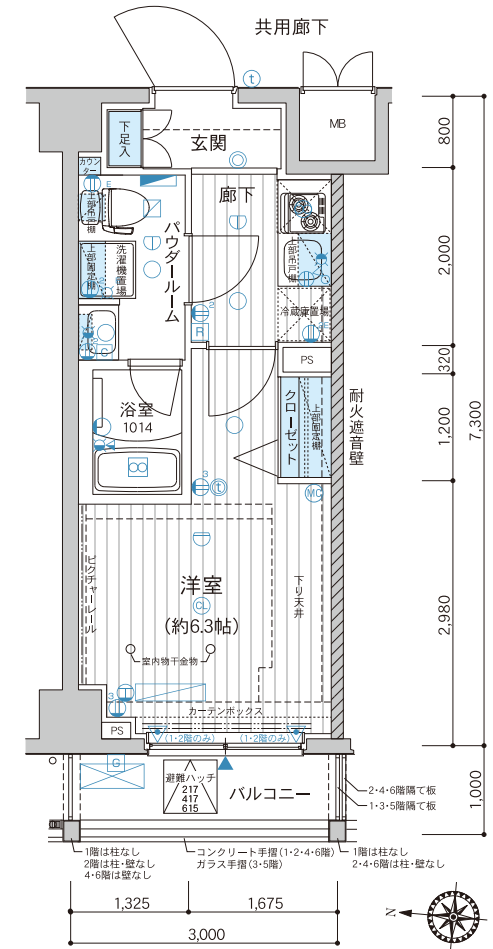 共用廊下
t
MB
下足入
玄関
800
カウンター
上部吊戸棚
E
廊下
パウダールーム
上部固定棚
洗濯機置場
上部吊戸棚
2,000
冷蔵庫置場
2
R
PS
320
浴室
1014
クローゼット
上部固定棚
耐火遮音壁
1,200
7,300
3
t
MC
ピクチャーレール
洋室
(約6.3帖)
CL
下り天井
2,980
室内物干金物
3
カーテンボックス
PS
(1・2階のみ)
(1・2階のみ)
G
避難ハッチ
217
417
615
バルコニー
2・4・6階隔て板
1・3・5階隔て板
1,000
1階は柱なし
2階は柱・壁なし
4・6階は壁なし
コンクリート手摺(1・2・4・6階)
ガラス手摺(3・5階)
1階は柱なし
2・4・6階は柱・壁なし
1,325
1,675
3,000
N